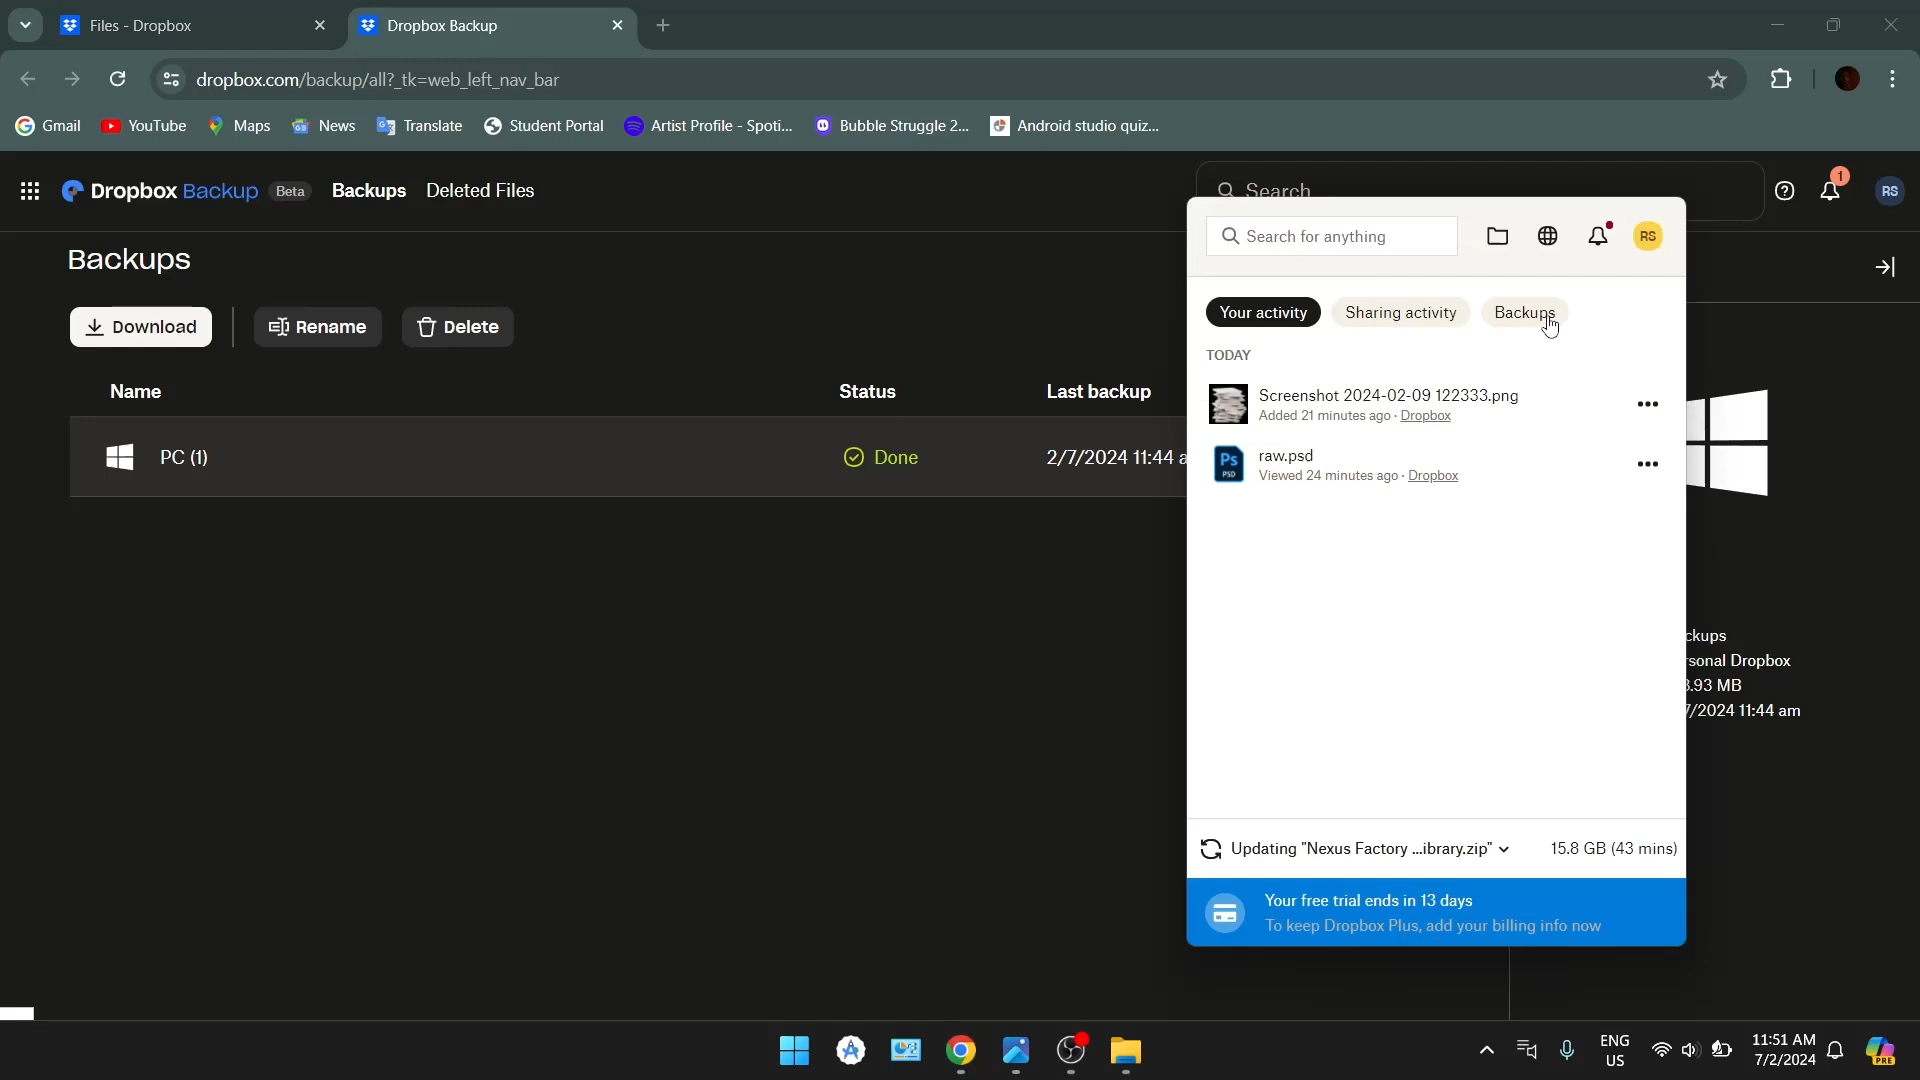 Files - Dropbox
Dropbox Backup
dropbox.com/backup/all?_tk=web_left_nav_bar
Gmail YouTube Maps News Translate Student Portal Artist Profile - Spoti... Bubble Struggle 2... Android studio quiz...
Dropbox Backup Beta Backups Deleted Files
Search
1
RS
Backups
Download Rename Delete
Name Status Last backup
PC (1) Done 2/7/2024 11:44 a
Search for anything
RS
Your activity Sharing activity Backups
TODAY
Screenshot 2024-02-09 122333.png
Added 21 minutes ago · Dropbox
Ps
PSD
raw.psd
Viewed 24 minutes ago · Dropbox
ckups
rsonal Dropbox
.93 MB
/2024 11:44 am
Updating "Nexus Factory ...ibrary.zip" 15.8 GB (43 mins)
Your free trial ends in 13 days
To keep Dropbox Plus, add your billing info now
ENG
US
11:51 AM
7/2/2024
PRE